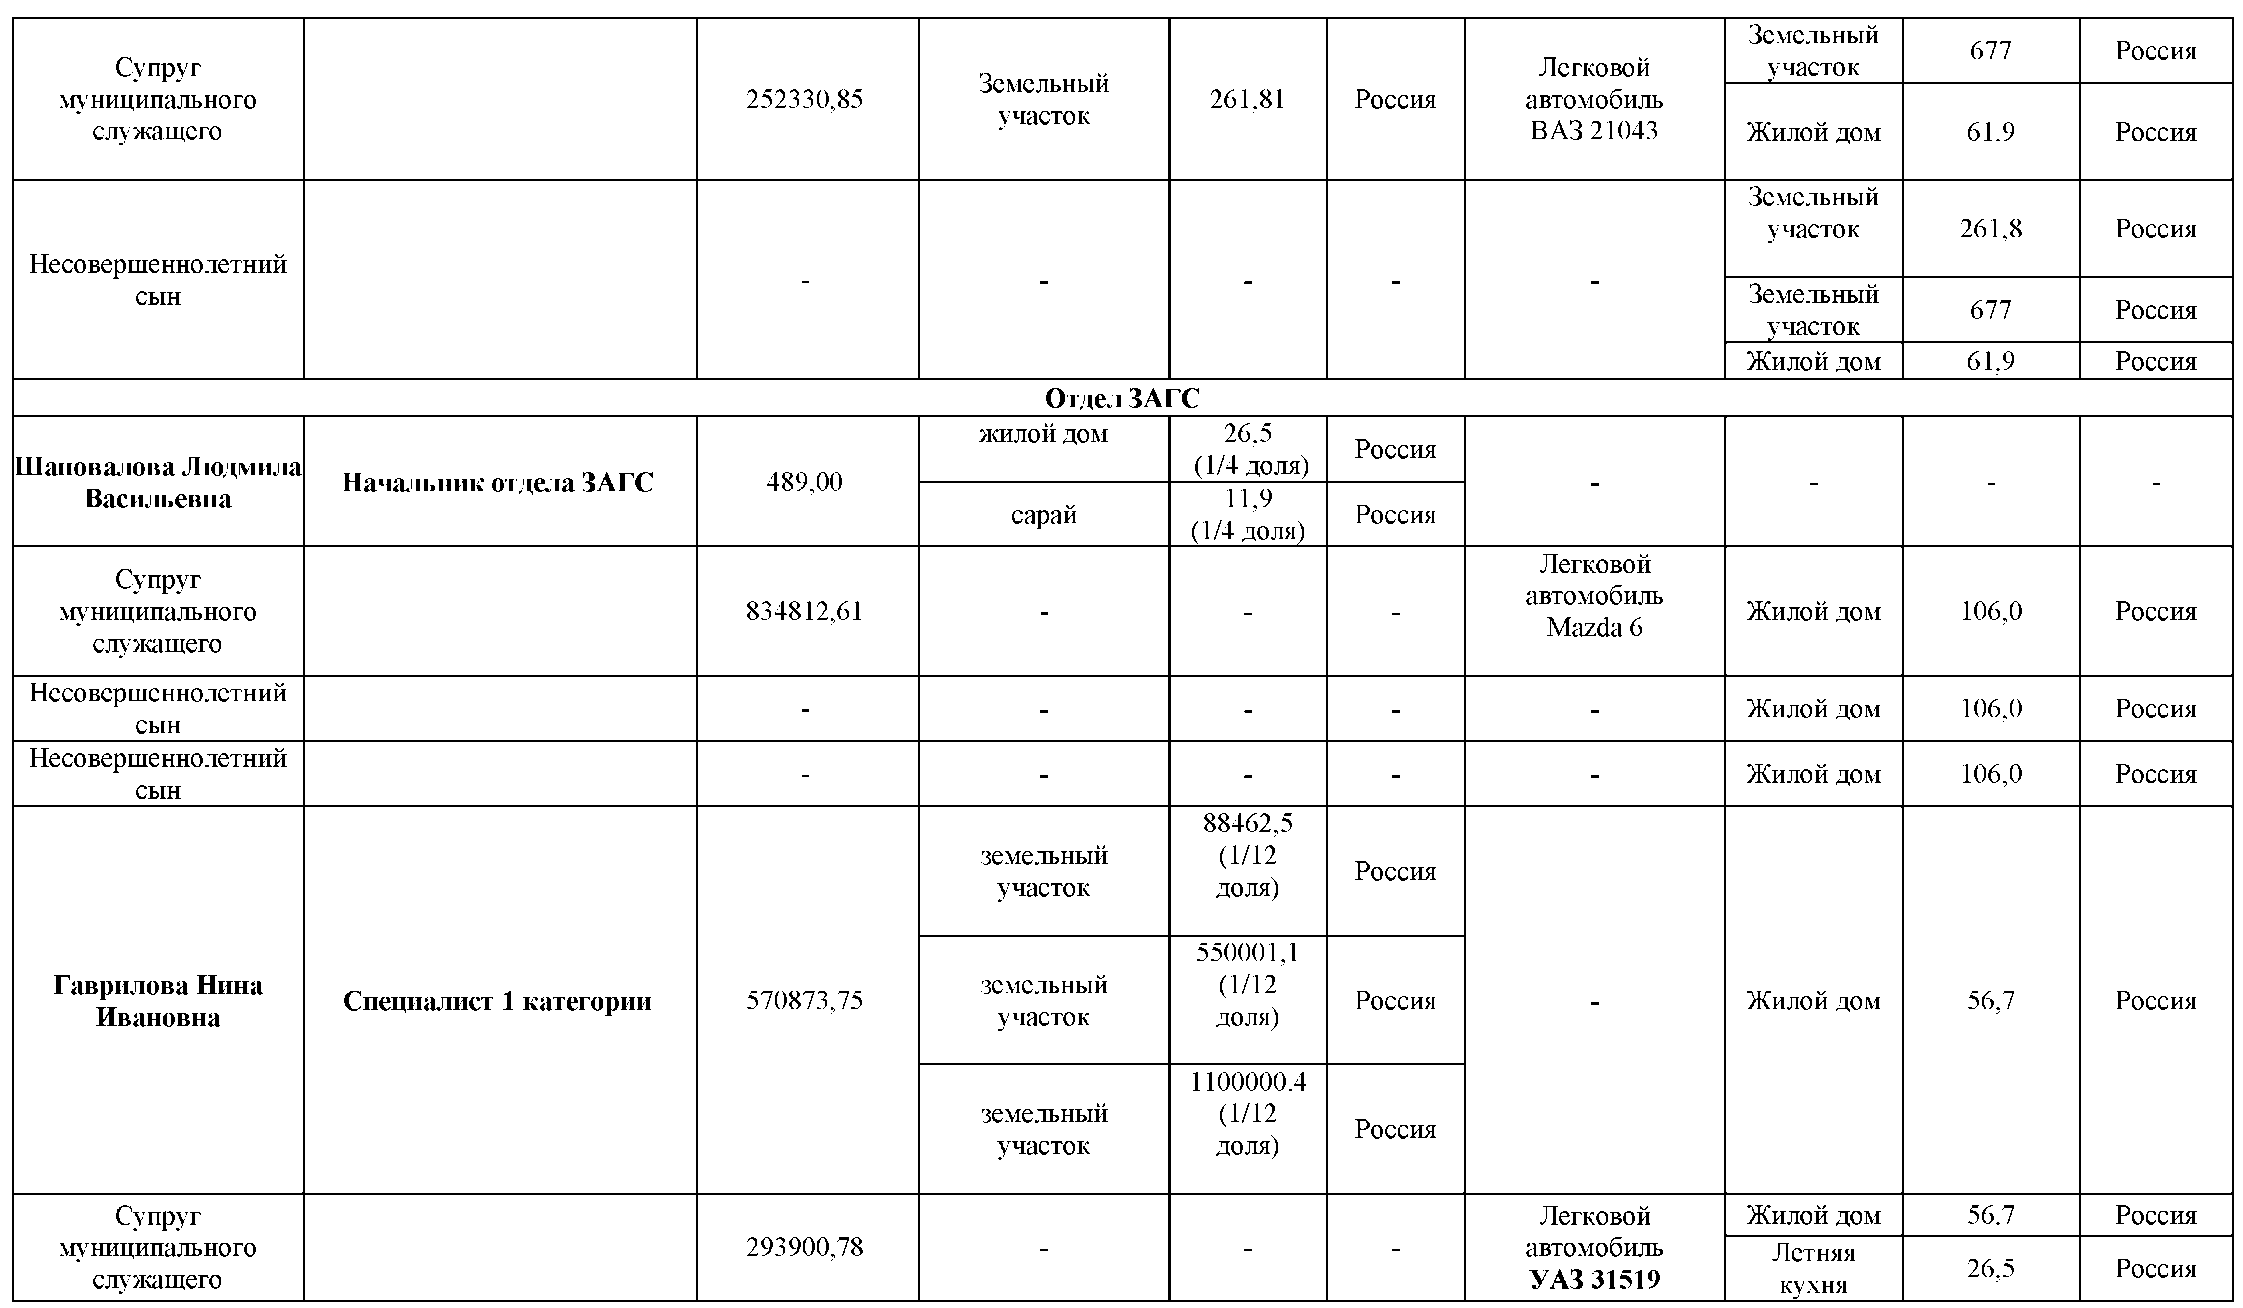 Супруг
муниципального
служащего
252330,85
Земельный
участок
261,81
Россия
Легковой
автомобиль
ВАЗ 21043
Земельный
участок
677
Россия
Жилой дом
61,9
Россия
Несовершеннолетний
сын
-
-
-
-
-
Земельный
участок
261,8
Россия
Земельный
участок
677
Россия
Жилой дом
61,9
Россия
Отдел ЗАГС
Шаповалова Людмила
Васильевна
Начальник отдела ЗАГС
489,00
жилой дом
26,5
(1/4 доля)
Россия
сарай
11,9
(1/4 доля)
Россия
-
-
-
-
Супруг
муниципального
служащего
834812,61
-
-
-
Легковой
автомобиль
Mazda 6
Жилой дом
106,0
Россия
Несовершеннолетний
сын
-
-
-
-
-
Жилой дом
106,0
Россия
Несовершеннолетний
сын
-
-
-
-
-
Жилой дом
106,0
Россия
Гаврилова Нина
Ивановна
Специалист 1 категории
570873,75
земельный
участок
88462,5
(1/12
доля)
Россия
земельный
участок
550001,1
(1/12
доля)
Россия
земельный
участок
1100000.4
(1/12
доля)
Россия
-
Жилой дом
56,7
Россия
Супруг
муниципального
служащего
293900,78
-
-
-
Легковой
автомобиль
УАЗ 31519
Жилой дом
56,7
Россия
Летняя
кухня
26,5
Россия